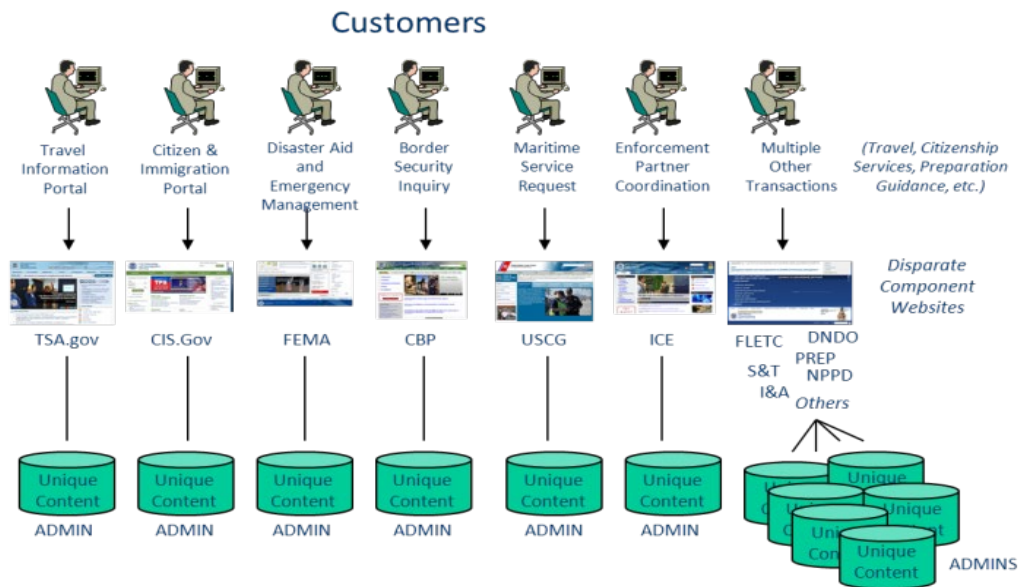 Customers
Travel
Information
Portal
Citizen &
Immigration
Portal
Disaster Aid
and
Emergency
Management
Border
Security
Inquiry
Maritime
Service
Request
Enforcement
Partner
Coordination
Multiple
Other
Transactions
(Travel, Citizenship
Services, Preparation
Guidance, etc.)
Disparate
Component
Websites
TSA.gov
CIS.Gov
FEMA
CBP
USCG
ICE
FLETC
DNDO
PREP
S&T
NPPD
I&A
Others
Unique
Content
ADMIN
Unique
Content
ADMIN
Unique
Content
ADMIN
Unique
Content
ADMIN
Unique
Content
ADMIN
Unique
Content
ADMIN
Unique
Unique
Unique
Unique
Content
ADMINS